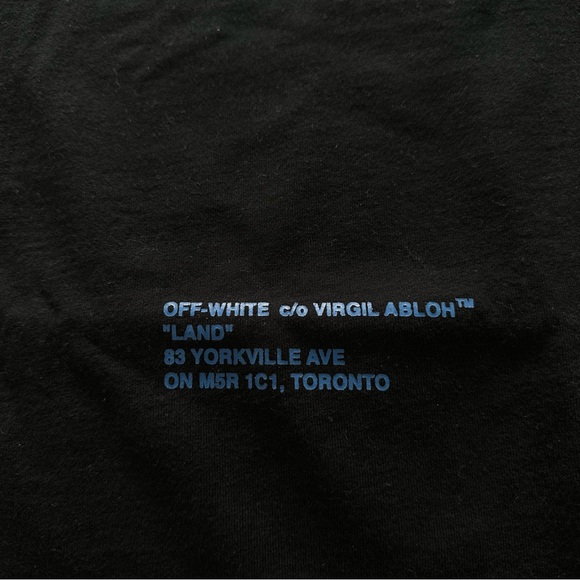 OFF-WHITE c/o VIRGIL ABLOH™
"LAND"
83 YORKVILLE AVE
ON M5R 1C1, TORONTO